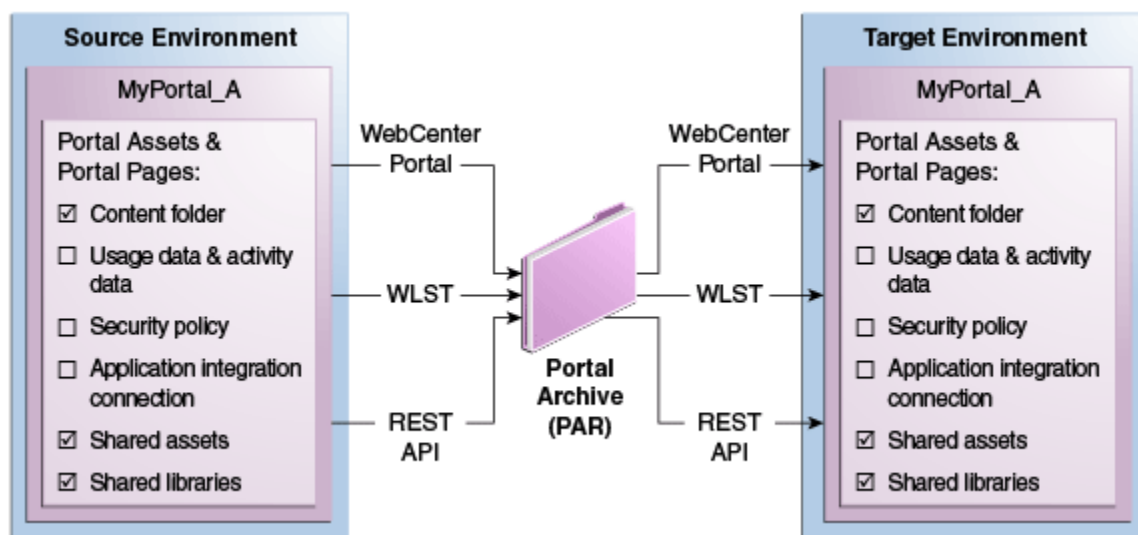 Source Environment
MyPortal_A
Portal Assets &
Portal Pages:
☑ Content folder
☐ Usage data & activity
data
☐ Security policy
☐ Application integration
connection
☑ Shared assets
☑ Shared libraries
WebCenter
Portal
WLST
REST
API
Portal
Archive
(PAR)
WebCenter
Portal
WLST
REST
API
Target Environment
MyPortal_A
Portal Assets &
Portal Pages:
☑ Content folder
☐ Usage data & activity
data
☐ Security policy
☐ Application integration
connection
☑ Shared assets
☑ Shared libraries